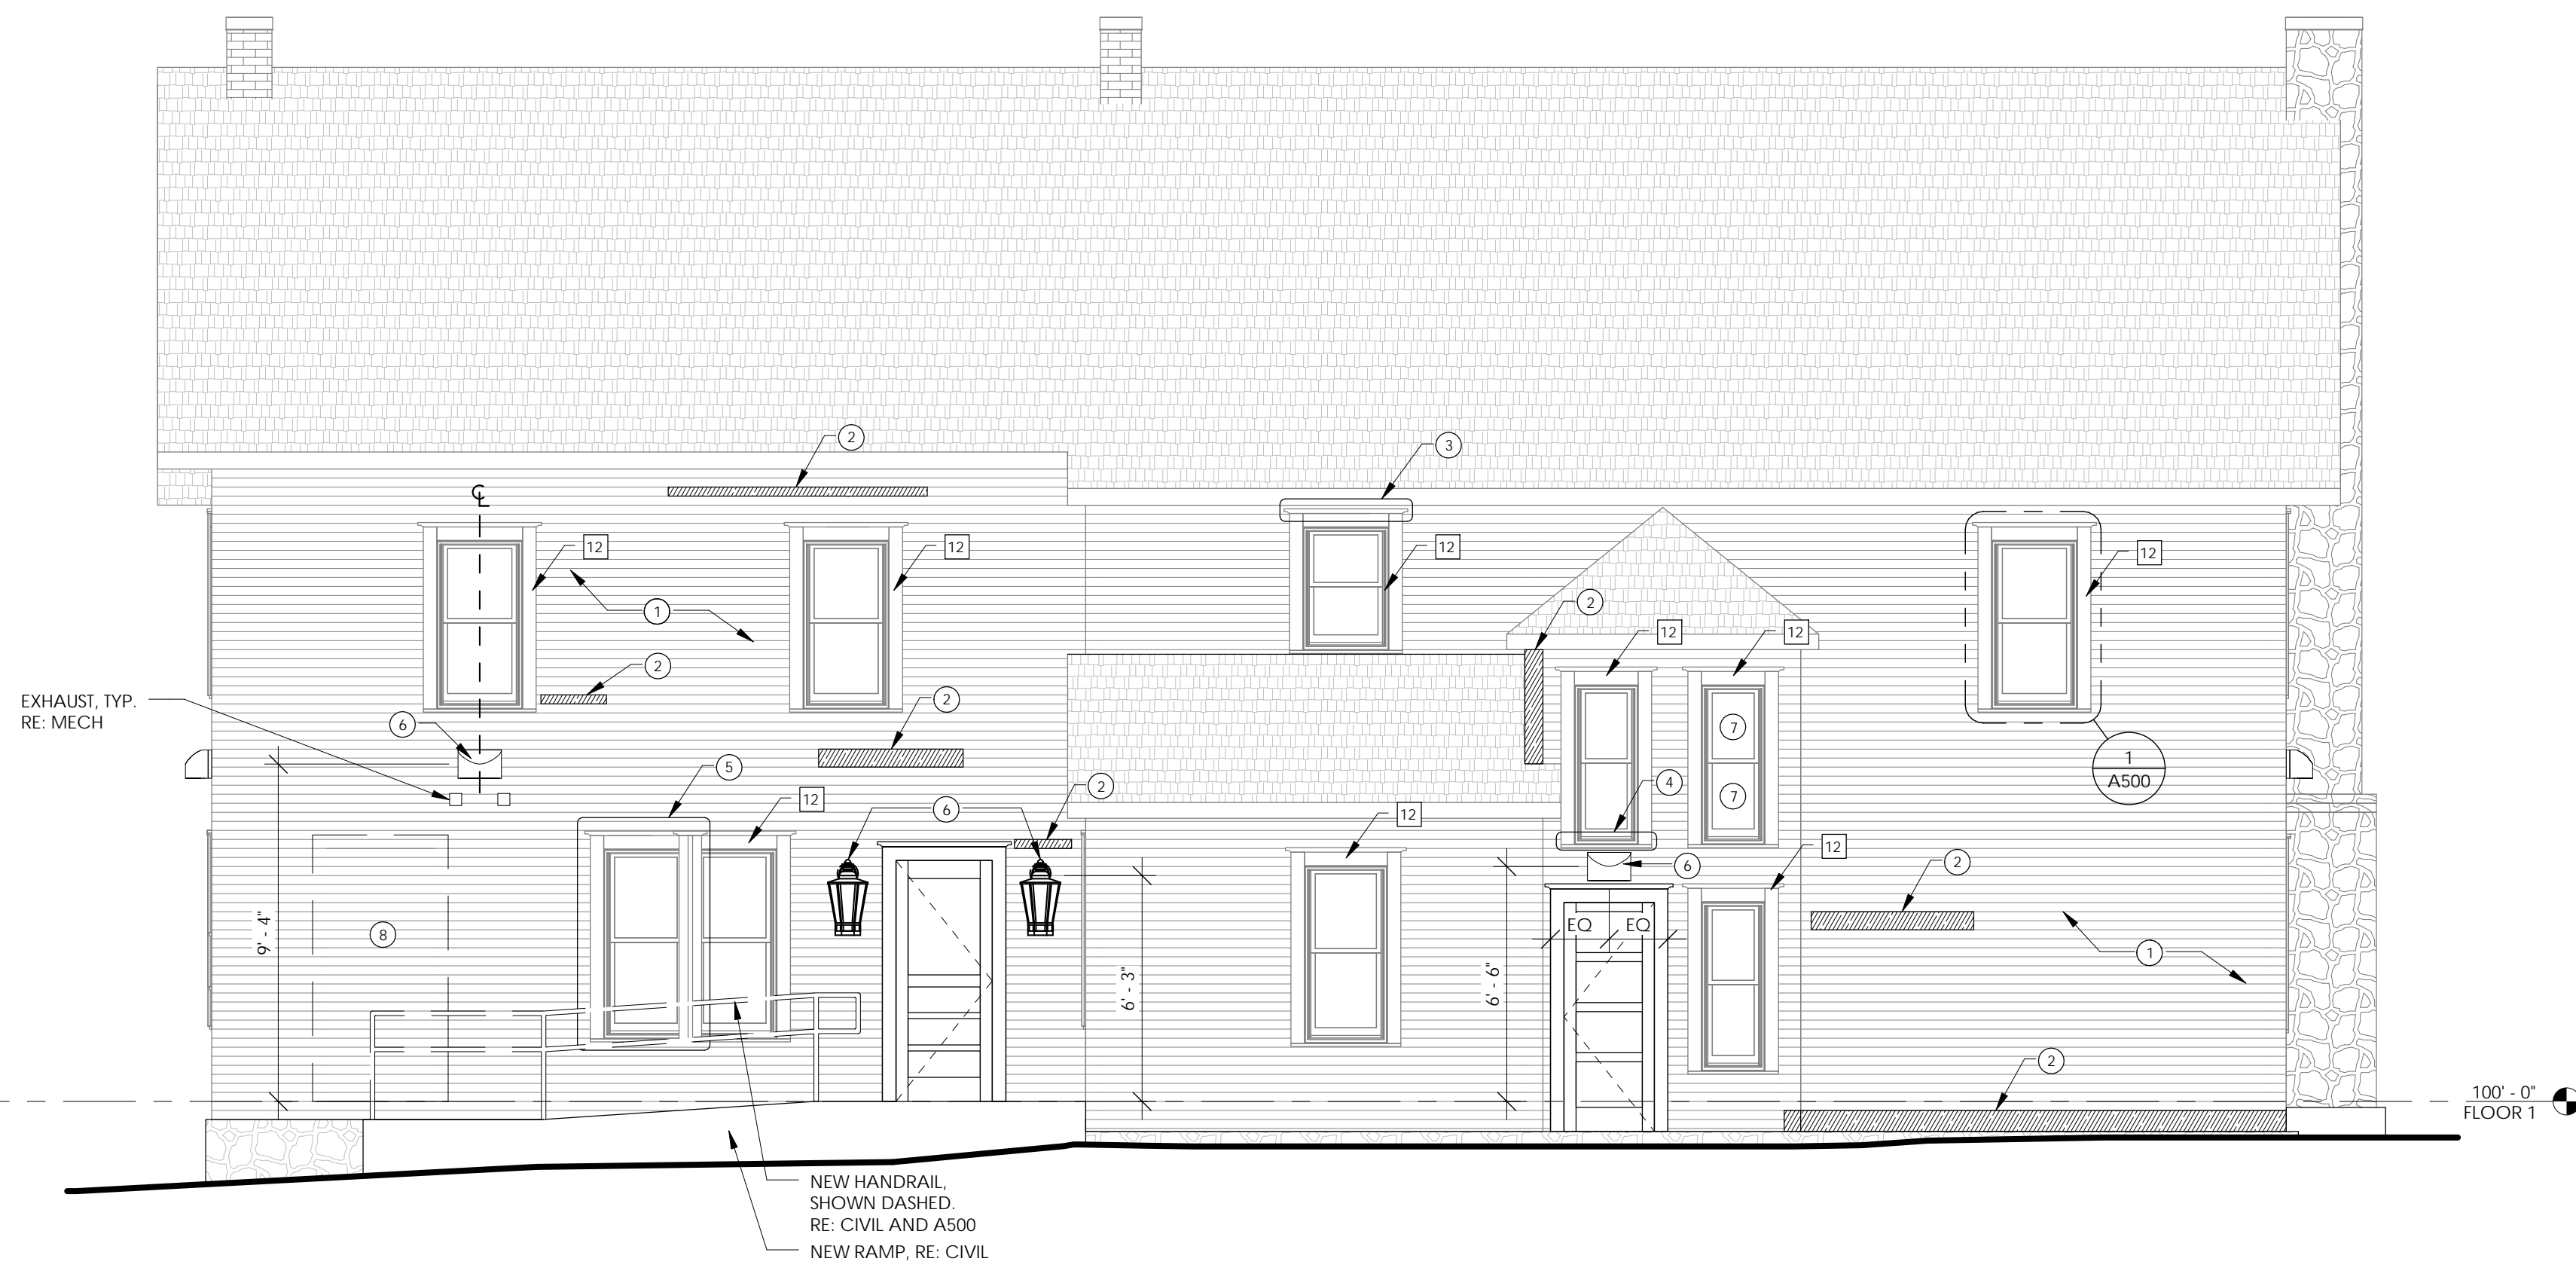 2
3
℄
12
12
12
12
1
2
2
12
12
EXHAUST, TYP.
RE: MECH
6
2
7
1
A500
5
4
7
2
12
6
12
12
6
2
8
9' - 4"
EQ
EQ
1
6' - 3"
6' - 6"
2
100' - 0"
FLOOR 1
NEW HANDRAIL,
SHOWN DASHED.
RE: CIVIL AND A500
NEW RAMP, RE: CIVIL